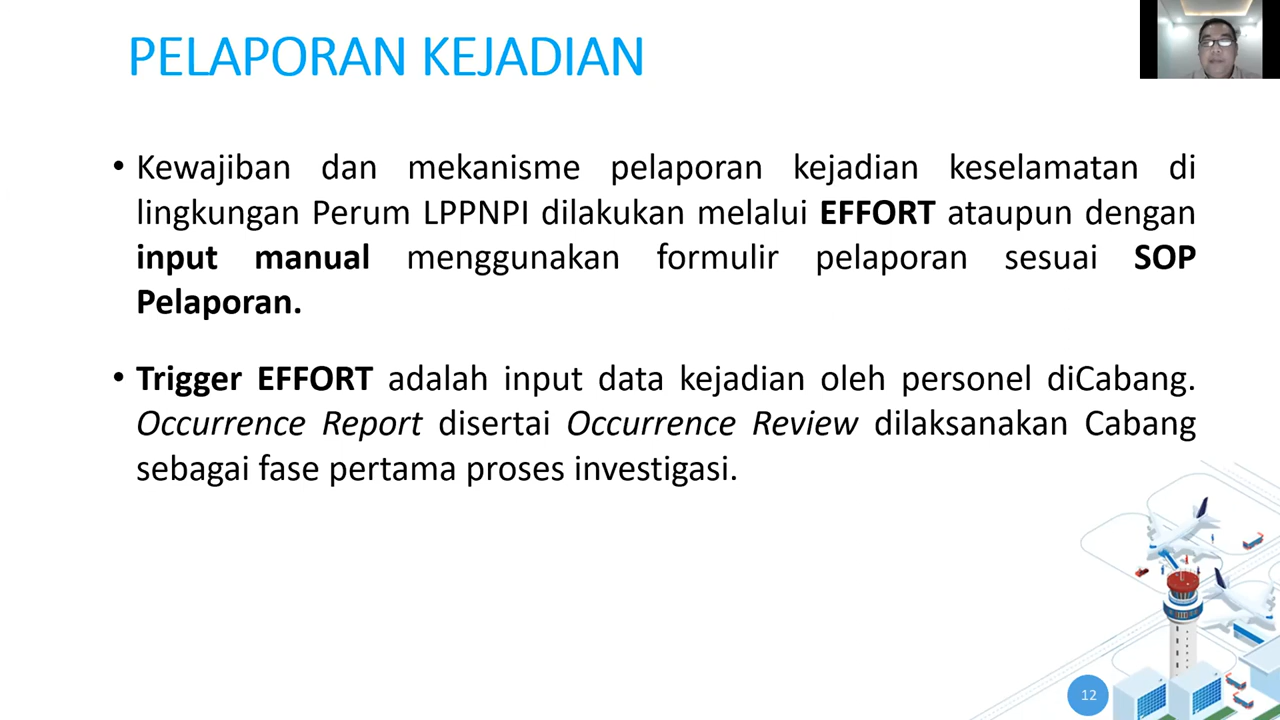 PELAPORAN KEJADIAN
• Kewajiban dan mekanisme pelaporan kejadian keselamatan di
lingkungan Perum LPPNPI dilakukan melalui EFFORT ataupun dengan
input manual menggunakan formulir pelaporan sesuai SOP
Pelaporan.
• Trigger EFFORT adalah input data kejadian oleh personel diCabang.
Occurrence Report disertai Occurrence Review dilaksanakan Cabang
sebagai fase pertama proses investigasi.
12